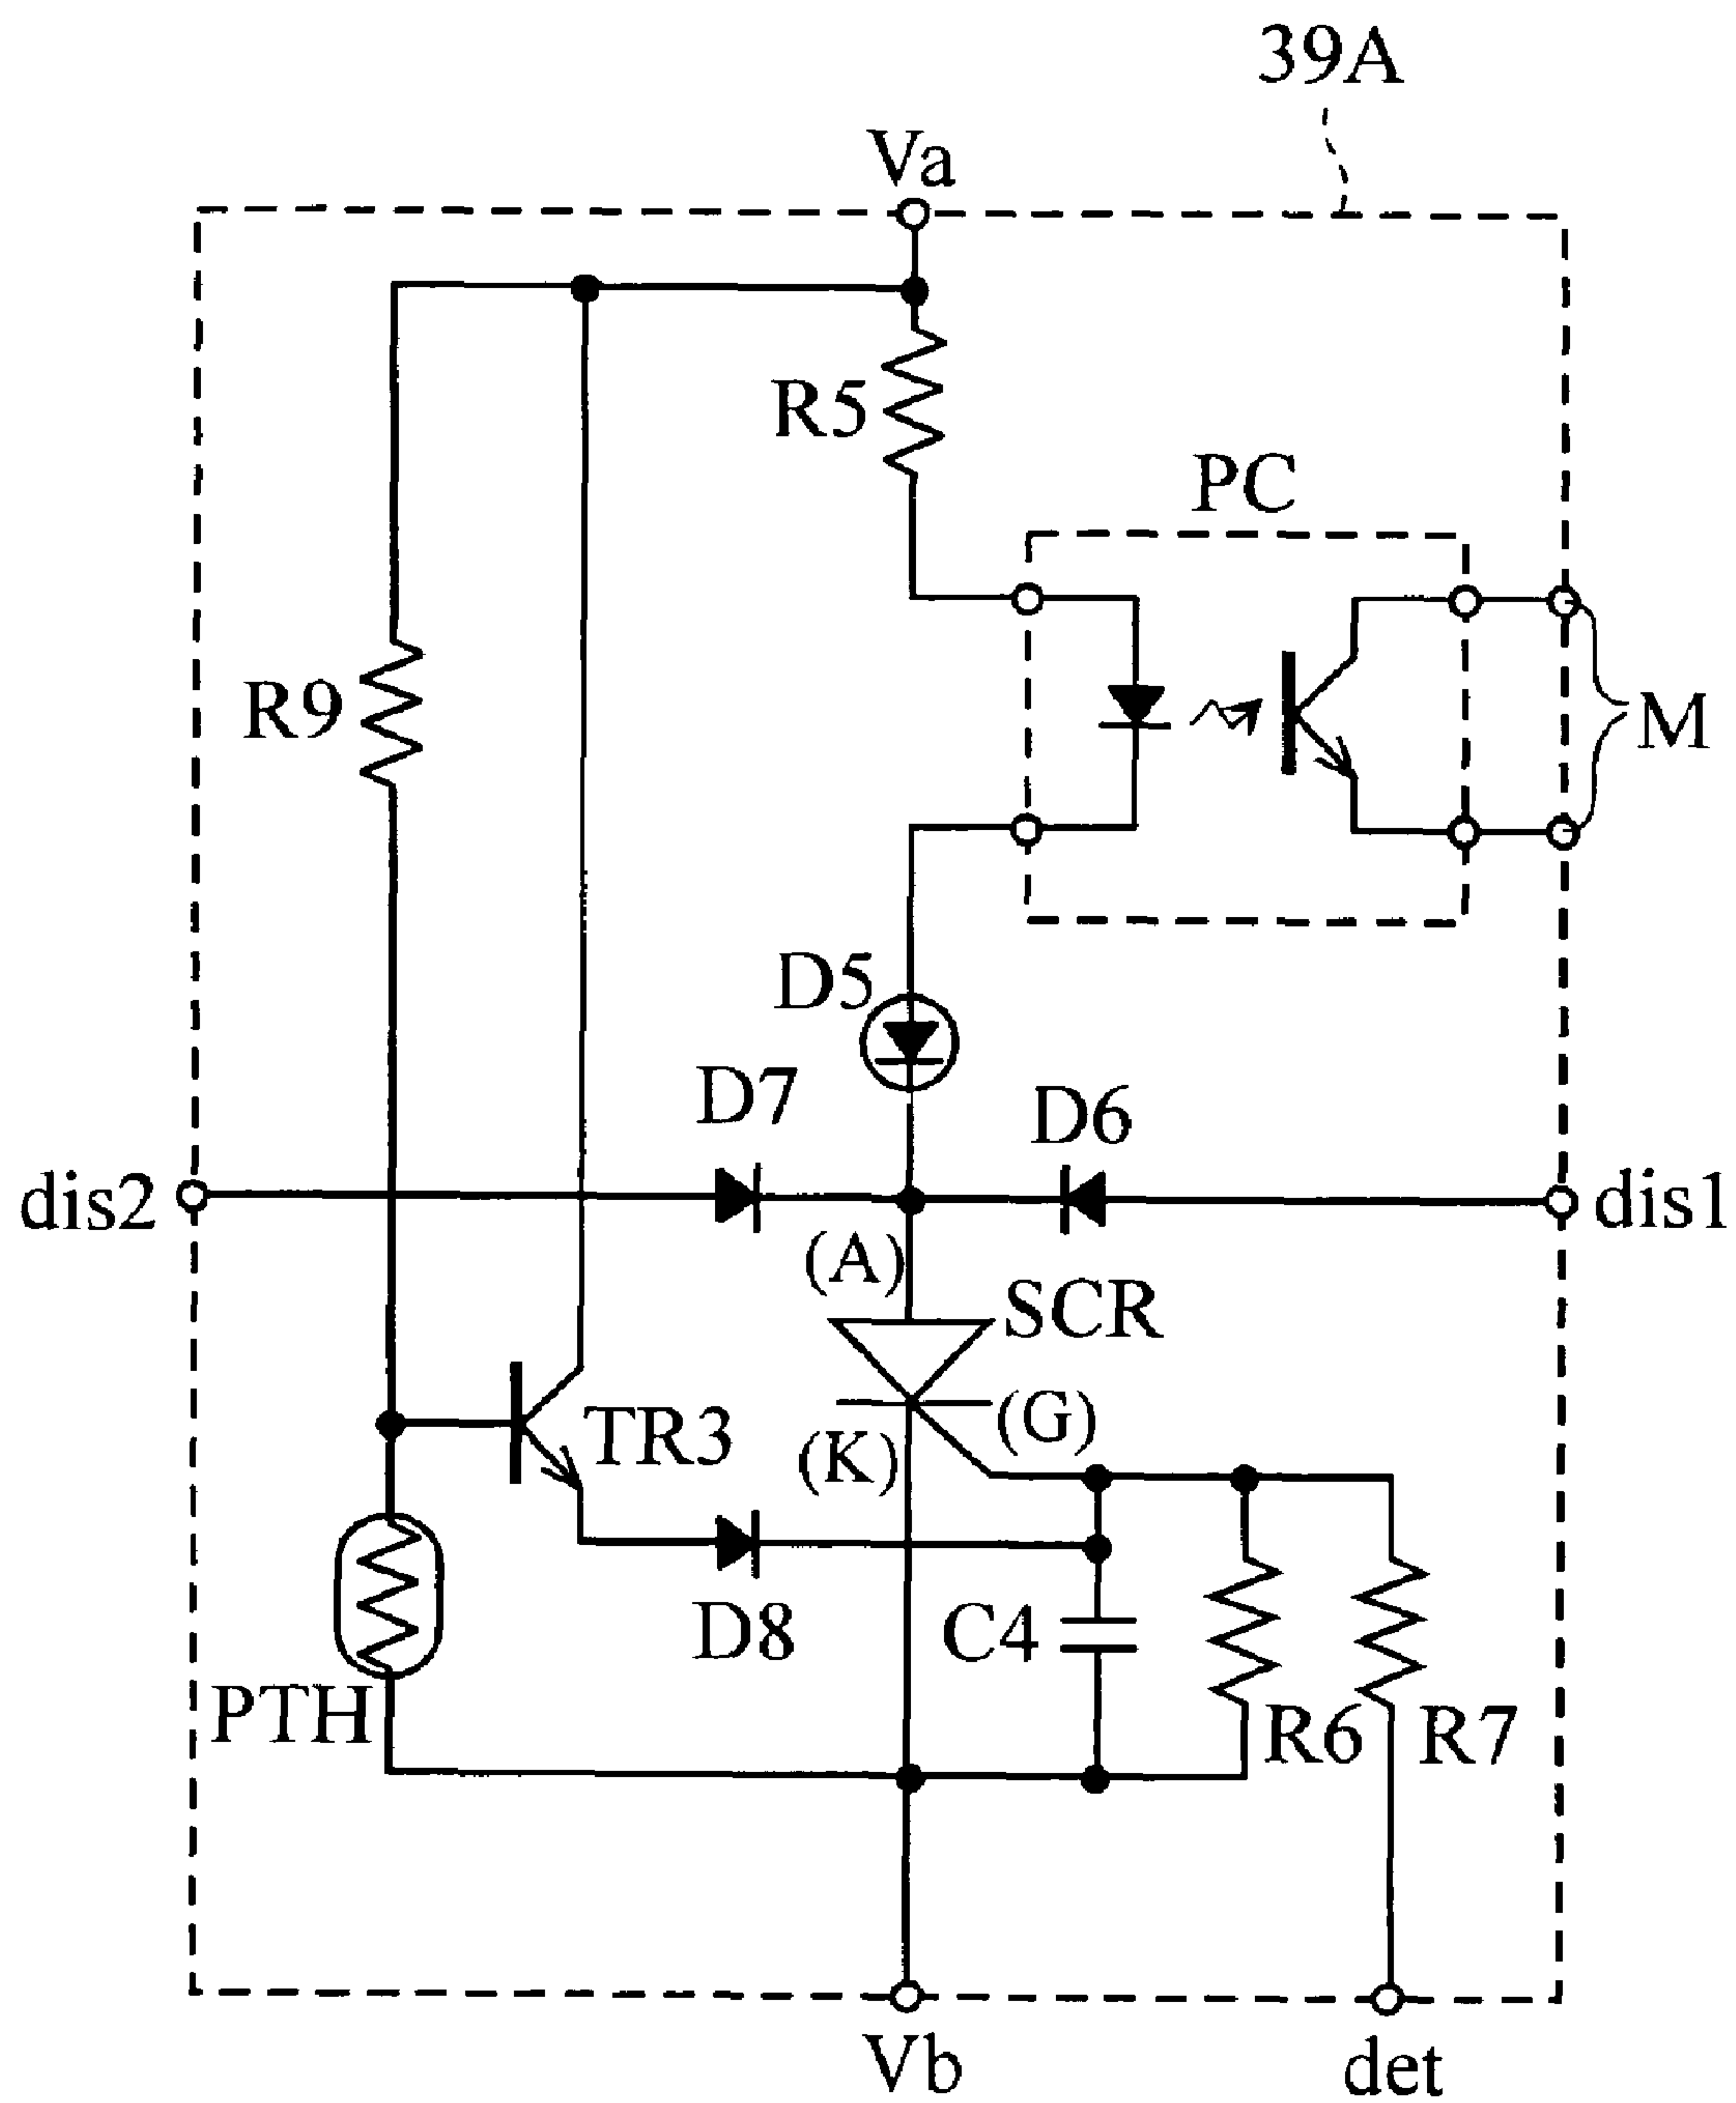 39A
Va
R5
PC
R9
M
D5
D7
D6
dis2
dis1
(A)
SCR
(G)
TR3
(K)
D8
C4
PTH
R6
R7
Vb
det